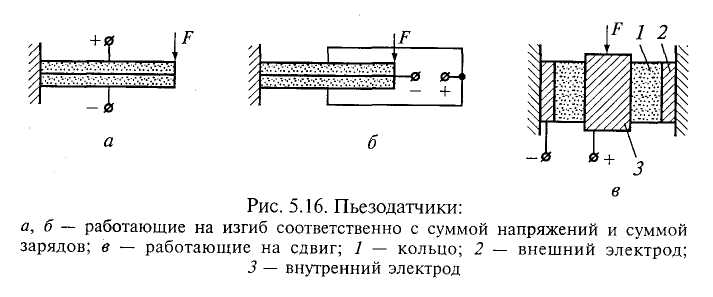 F
F
F
1
2
+
−
−
+
−
+
3
а
б
в
Рис. 5.16. Пьезодатчики:
а, б — работающие на изгиб соответственно с суммой напряжений и суммой
зарядов; в — работающие на сдвиг; 1 — кольцо; 2 — внешний электрод;
3 — внутренний электрод